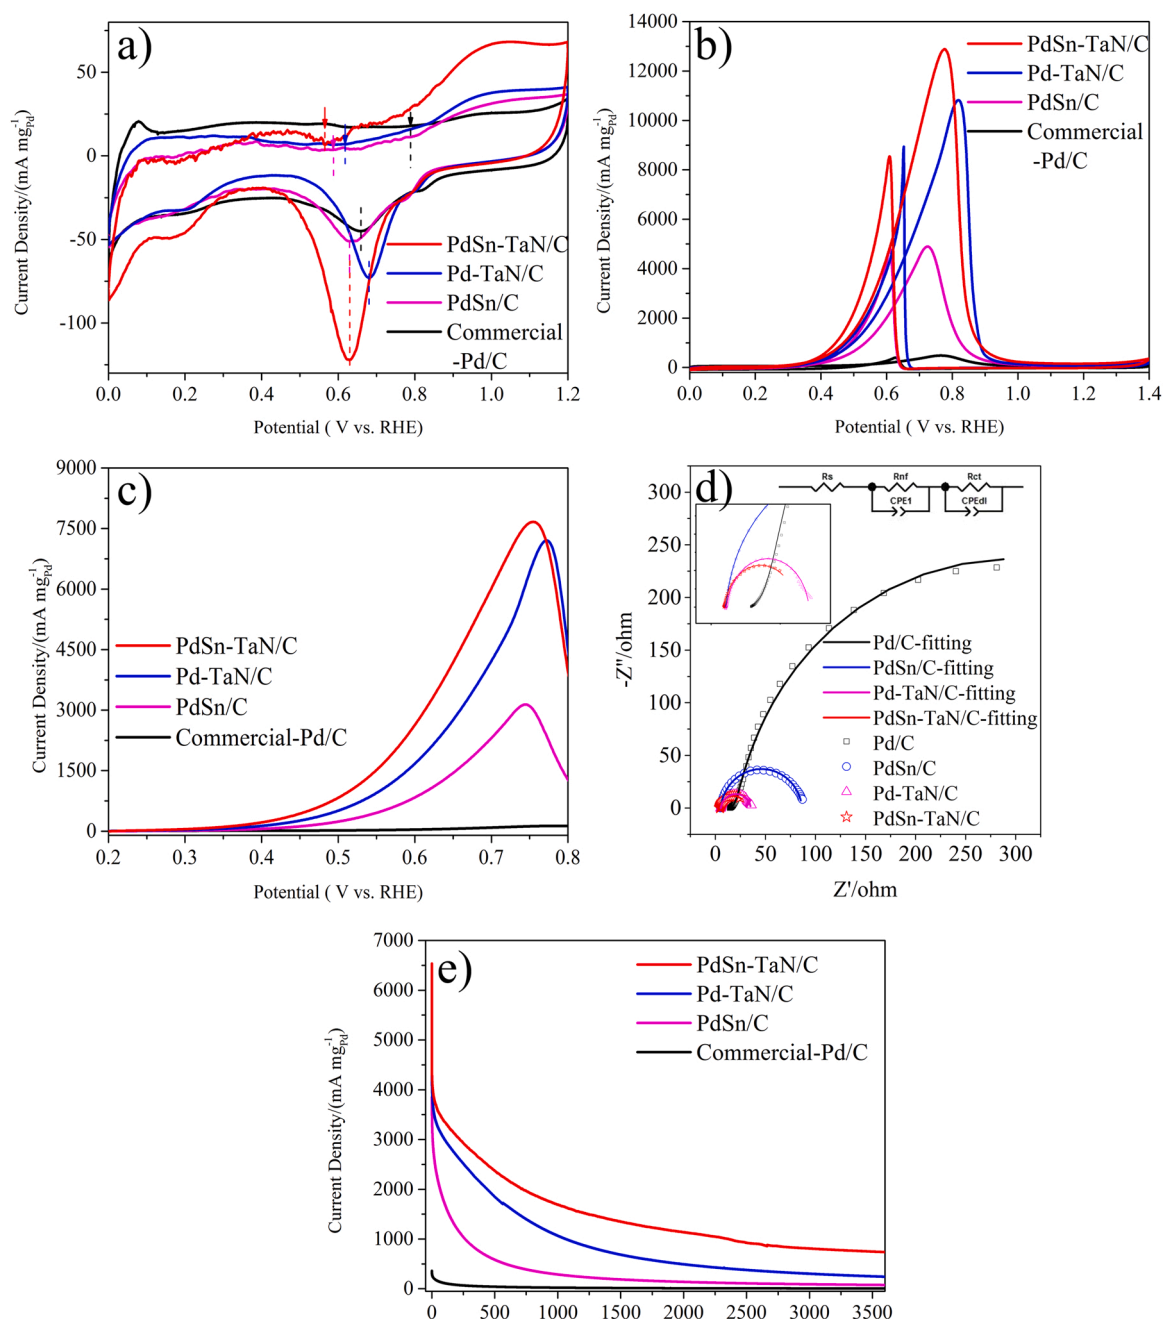 a)
50
0
-50
-100
0.0
0.2
0.4
0.6
0.8
1.0
1.2
Current Density/(mA mg⁻¹Pd)
Potential ( V vs. RHE)
PdSn-TaN/C
Pd-TaN/C
PdSn/C
Commercial
-Pd/C
b)
14000
12000
10000
8000
6000
4000
2000
0
0.0
0.2
0.4
0.6
0.8
1.0
1.2
1.4
Current Density/(mA mg⁻¹Pd)
Potential ( V vs. RHE)
PdSn-TaN/C
Pd-TaN/C
PdSn/C
Commercial
-Pd/C
c)
9000
7500
6000
4500
3000
1500
0
0.2
0.3
0.4
0.5
0.6
0.7
0.8
Current Density/(mA mg⁻¹Pd)
Potential ( V vs. RHE)
PdSn-TaN/C
Pd-TaN/C
PdSn/C
Commercial-Pd/C
d)
Rs
Rnf
Rct
CPE1
CPEdl
300
250
200
150
100
50
0
0
50
100
150
200
250
300
-Z"/ohm
Z'/ohm
Pd/C-fitting
PdSn/C-fitting
Pd-TaN/C-fitting
PdSn-TaN/C-fitting
Pd/C
PdSn/C
Pd-TaN/C
PdSn-TaN/C
e)
7000
6000
5000
4000
3000
2000
1000
0
0
500
1000
1500
2000
2500
3000
3500
Current Density/(mA mg⁻¹Pd)
PdSn-TaN/C
Pd-TaN/C
PdSn/C
Commercial-Pd/C